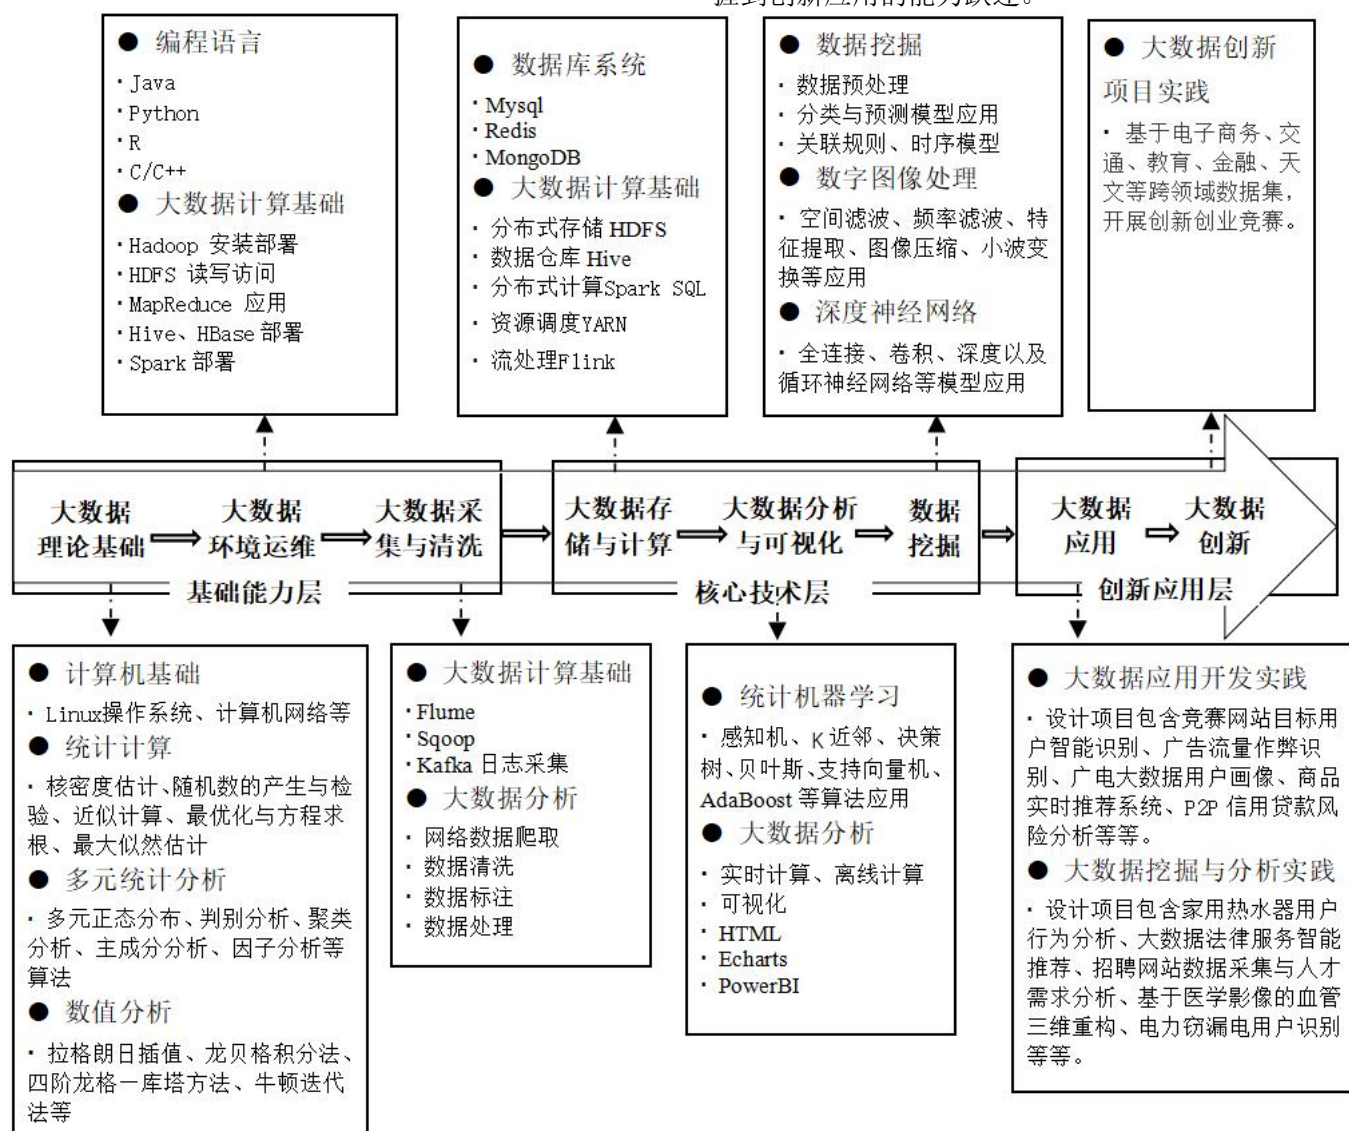 握到创新应用的能力跃迁。
● 编程语言
· Java
· Python
· R
· C/C++
● 大数据计算基础
· Hadoop 安装部署
· HDFS 读写访问
· MapReduce 应用
· Hive、HBase 部署
· Spark 部署
● 数据库系统
· Mysql
· Redis
· MongoDB
● 大数据计算基础
· 分布式存储 HDFS
· 数据仓库 Hive
· 分布式计算Spark SQL
· 资源调度YARN
· 流处理Flink
● 数据挖掘
· 数据预处理
· 分类与预测模型应用
· 关联规则、时序模型
● 数字图像处理
· 空间滤波、频率滤波、特
征提取、图像压缩、小波变
换等应用
● 深度神经网络
· 全连接、卷积、深度以及
循环神经网络等模型应用
● 大数据创新
项目实践
· 基于电子商务、交
通、教育、金融、天
文等跨领域数据集,
开展创新创业竞赛。
大数据
理论基础
大数据
环境运维
大数据采
集与清洗
基础能力层
大数据存
储与计算
大数据分析
与可视化
数据
挖掘
核心技术层
大数据
应用
大数据
创新
创新应用层
● 计算机基础
· Linux操作系统、计算机网络等
● 统计计算
· 核密度估计、随机数的产生与检
验、近似计算、最优化与方程求
根、最大似然估计
● 多元统计分析
· 多元正态分布、判别分析、聚类
分析、主成分分析、因子分析等
算法
● 数值分析
· 拉格朗日插值、龙贝格积分法、
四阶龙格一库塔方法、牛顿迭代
法等
● 大数据计算基础
· Flume
· Sqoop
· Kafka 日志采集
● 大数据分析
· 网络数据爬取
· 数据清洗
· 数据标注
· 数据处理
● 统计机器学习
· 感知机、K 近邻、决策
树、贝叶斯、支持向量机、
AdaBoost 等算法应用
● 大数据分析
· 实时计算、离线计算
· 可视化
· HTML
· Echarts
· PowerBI
● 大数据应用开发实践
· 设计项目包含竞赛网站目标用
户智能识别、广告流量作弊识
别、广电大数据用户画像、商品
实时推荐系统、P2P 信用贷款风
险分析等等。
● 大数据挖掘与分析实践
· 设计项目包含家用热水器用户
行为分析、大数据法律服务智能
推荐、招聘网站数据采集与人才
需求分析、基于医学影像的血管
三维重构、电力窃漏电用户识别
等等。